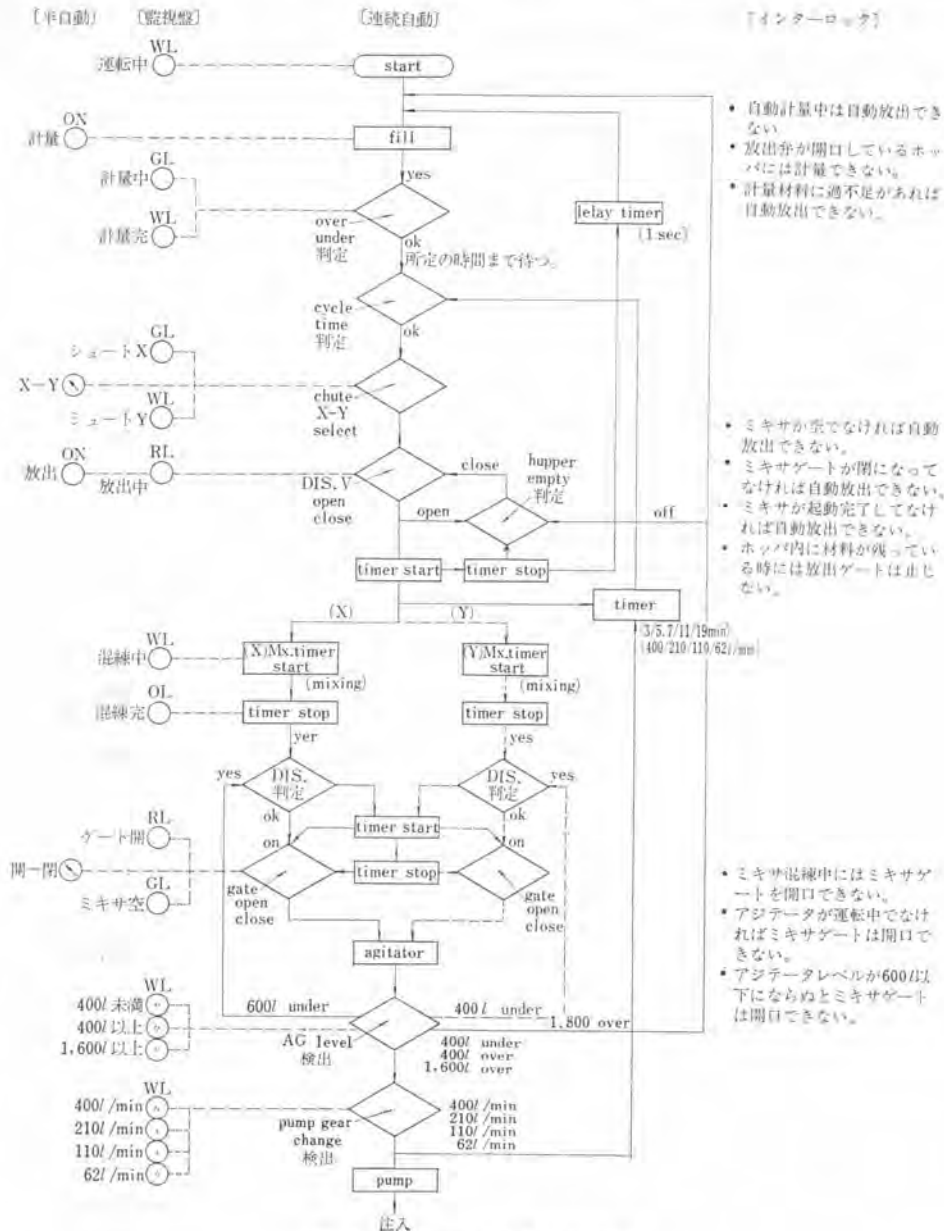 〔半自動〕 〔監視盤〕 〔連続自動〕 〔インターロック〕
WL
運転中
start
ON
計量
fill
GL
計量中
yes
WL
計量完
over
under
判定
ok
所定の時間まで待つ。
lelay timer
(1 sec)
cycle
time
判定
ok
GL
シュートX
X-Y
WL
ミュートY
chute
X-Y
select
ON
放出
RL
放出中
DIS. V
open
close
close
hupper
empty
判定
open
off
timer start
timer stop
timer
(3/5.7/11/19min)
(400/210/110/62l/mm)
(X)
(Y)
WL
混練中
(X)Mx.timer
start
(mixing)
(Y)Mx.timer
start
(mixing)
OL
混練完
timer stop
timer stop
yer
yes
yes
DIS.
判定
ok
DIS.
判定
yes
ok
timer start
on
on
timer stop
RL
ゲート開
開-閉
GL
ミキサ空
gate
open
close
gate
open
close
agitator
WL
400l 未満
400l 以上
1,600l 以上
600l under
400l under
1,800 over
AG level
検出
400l under
400l over
1,600l over
WL
400l/min
210l/min
110l/min
62l/min
pump gear
change
検出
400l/min
210l/min
110l/min
62l/min
pump
注入
• 自動計量中は自動放出でき
ない
• 放出弁が開口しているホッ
パには計量できない。
• 計量材料に過不足があれば
自動放出できない。
• ミキサが空でなければ自動
放出できない。
• ミキサゲートが閉になって
なければ自動放出できない。
• ミキサが起動完了してなけ
れば自動放出できない。
• ホッパ内に材料が残ってい
る時には放出ゲートは止じ
ない。
• ミキサ混練中にはミキサゲ
ートを開口できない。
• アジテータが運転中でなけ
ればミキサゲートは開口で
きない。
• アジテータレベルが600l以
下にならぬとミキサゲート
は開口できない。